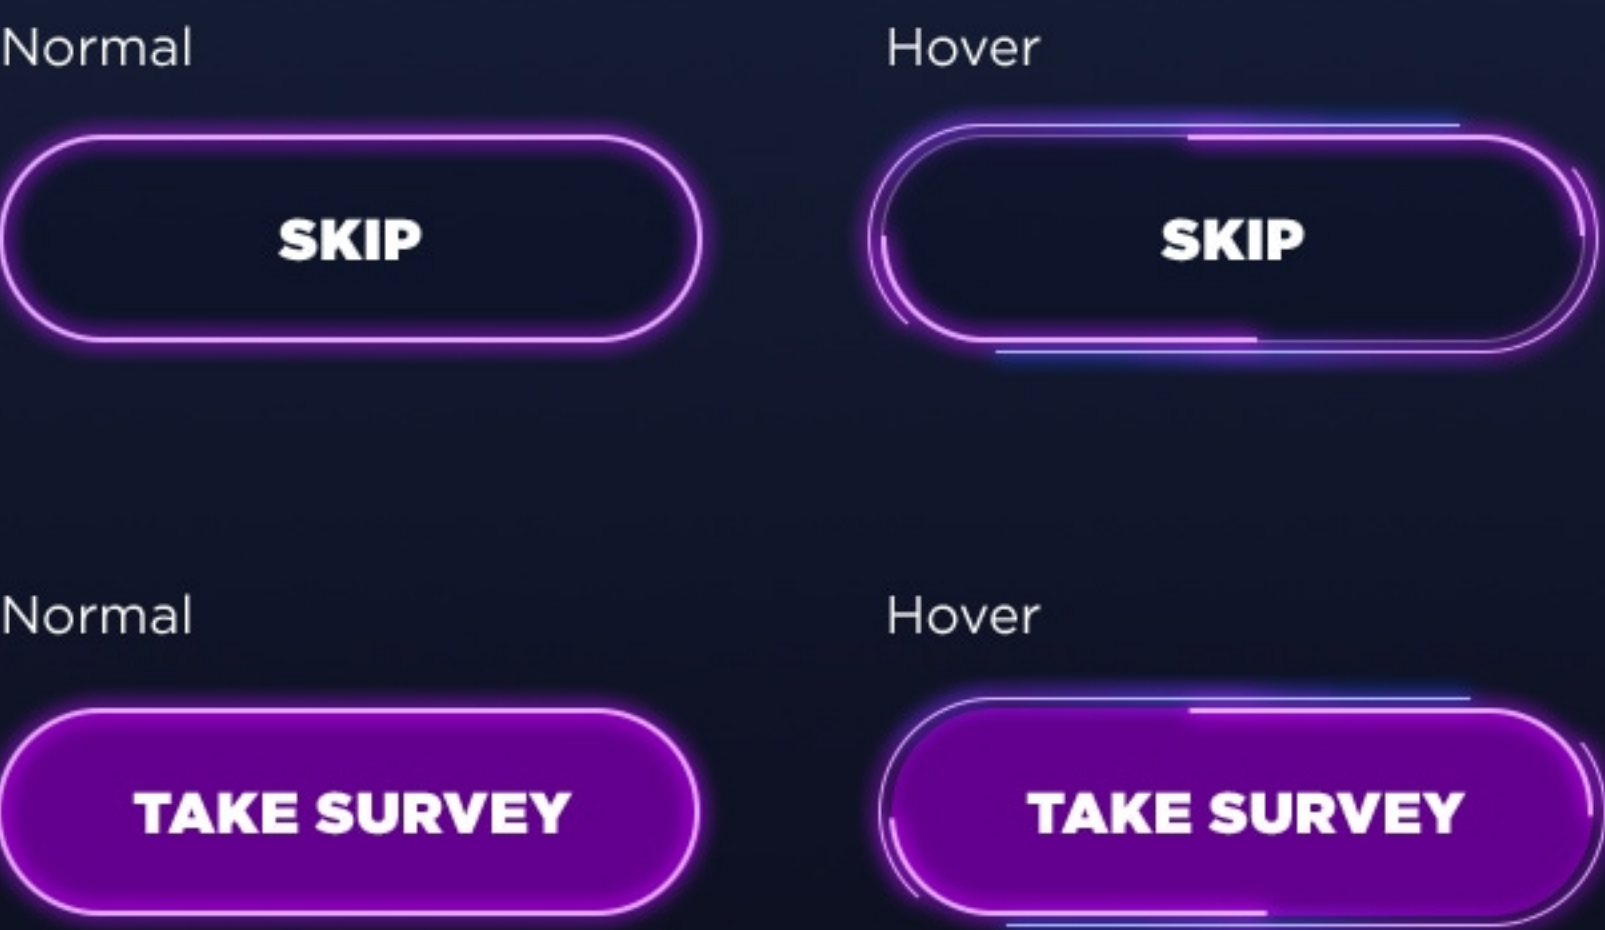 Normal
Hover
SKIP
SKIP
Normal
Hover
TAKE SURVEY
TAKE SURVEY